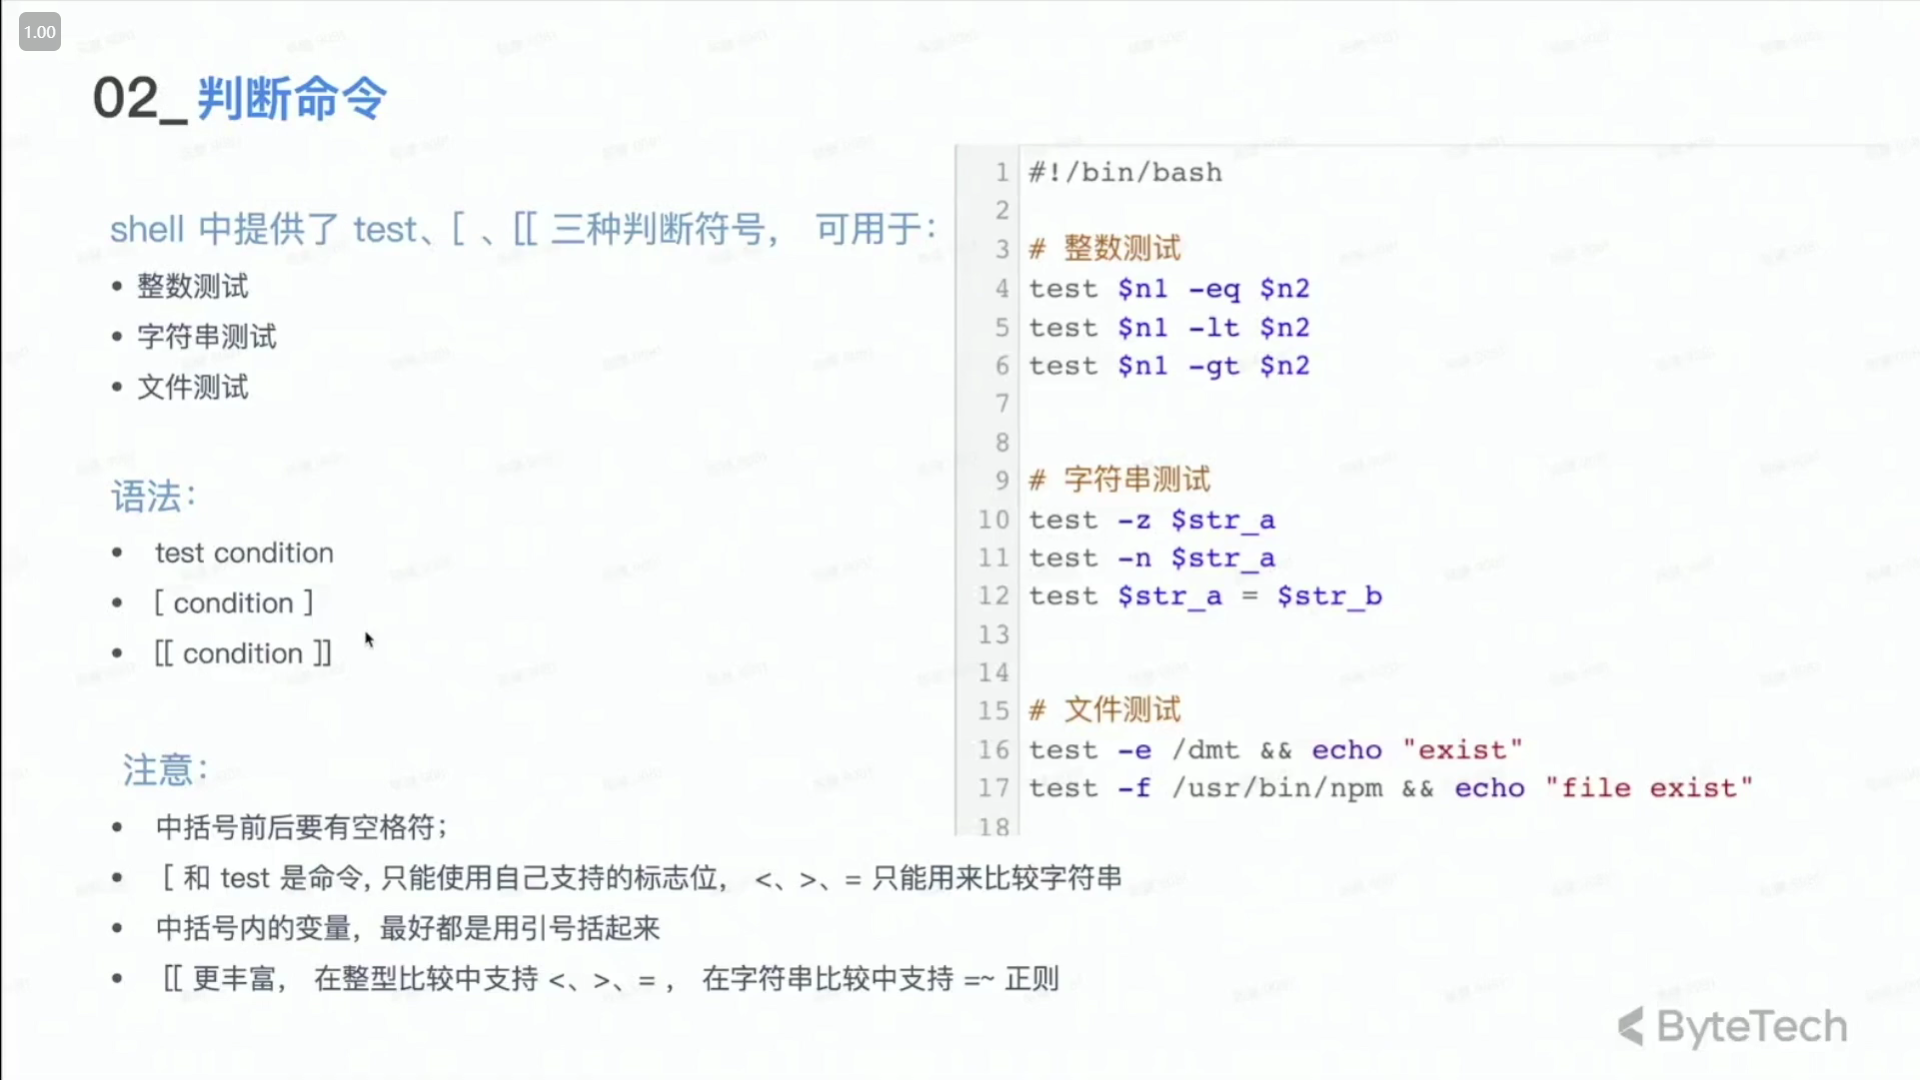 1.00
02_ 判断命令
shell 中提供了 test、[ 、[[ 三种判断符号， 可用于：
• 整数测试
• 字符串测试
• 文件测试
语法：
• test condition
• [ condition ]
• [[ condition ]]
注意：
• 中括号前后要有空格符；
• [ 和 test 是命令, 只能使用自己支持的标志位， <、>、= 只能用来比较字符串
• 中括号内的变量，最好都是用引号括起来
• [[ 更丰富， 在整型比较中支持 <、>、= ， 在字符串比较中支持 =~ 正则
1 #!/bin/bash
2
3 # 整数测试
4 test $n1 -eq $n2
5 test $n1 -lt $n2
6 test $n1 -gt $n2
7
8
9 # 字符串测试
10 test -z $str_a
11 test -n $str_a
12 test $str_a = $str_b
13
14
15 # 文件测试
16 test -e /dmt && echo "exist"
17 test -f /usr/bin/npm && echo "file exist"
18
ByteTech